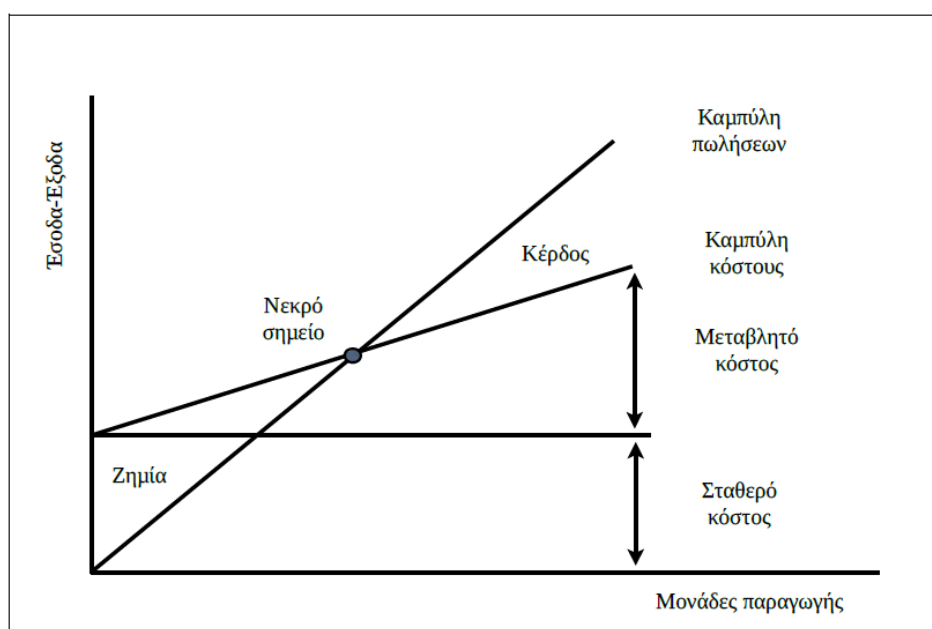 Καμπύλη
πωλήσεων
Έσοδα-Έξοδα
Κέρδος
Καμπύλη
κόστους
Νεκρό
σημείο
Μεταβλητό
κόστος
Ζημία
Σταθερό
κόστος
Μονάδες παραγωγής